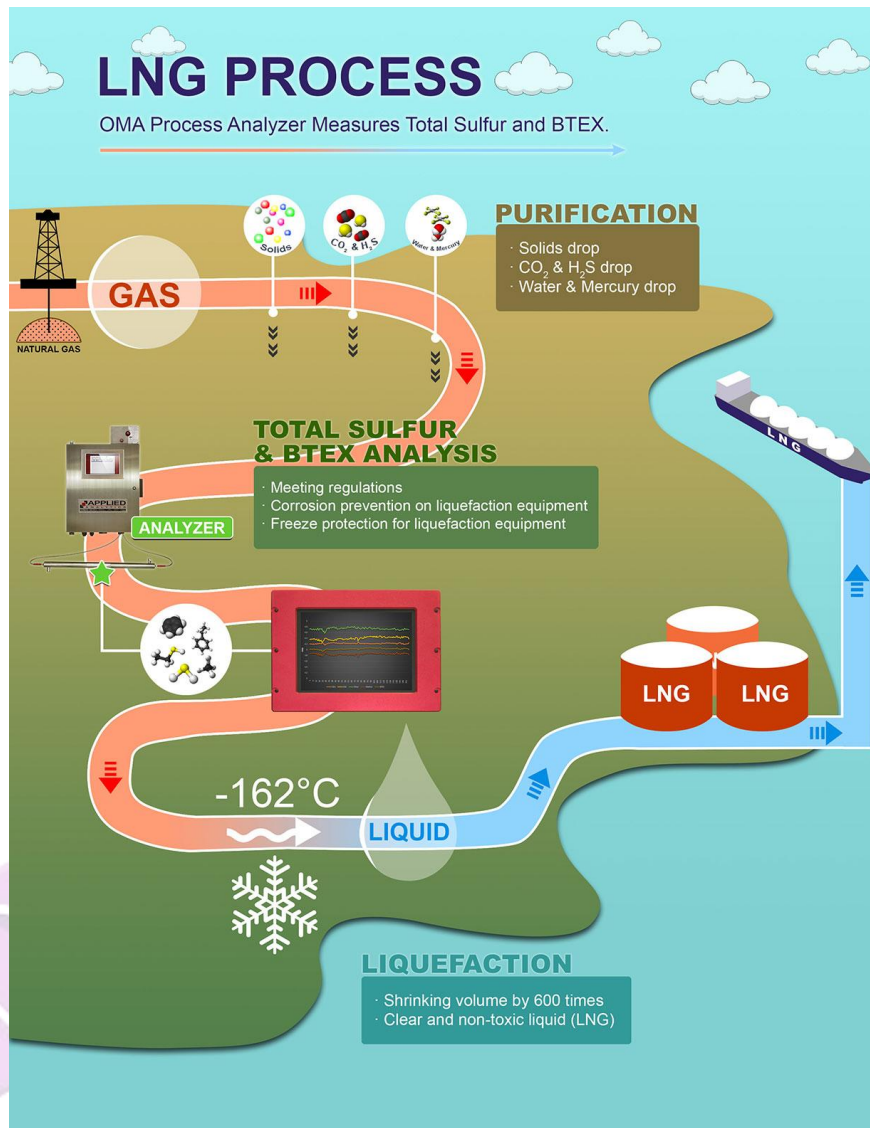 LNG PROCESS
OMA Process Analyzer Measures Total Sulfur and BTEX.
Solids
CO₂ & H₂S
Water & Mercury
PURIFICATION
· Solids drop
· CO₂ & H₂S drop
· Water & Mercury drop
GAS
NATURAL GAS
LNG
TOTAL SULFUR
& BTEX ANALYSIS
· Meeting regulations
· Corrosion prevention on liquefaction equipment
· Freeze protection for liquefaction equipment
APPLIED
ANALYZER
LNG
LNG
-162°C
LIQUID
LIQUEFACTION
· Shrinking volume by 600 times
· Clear and non-toxic liquid (LNG)